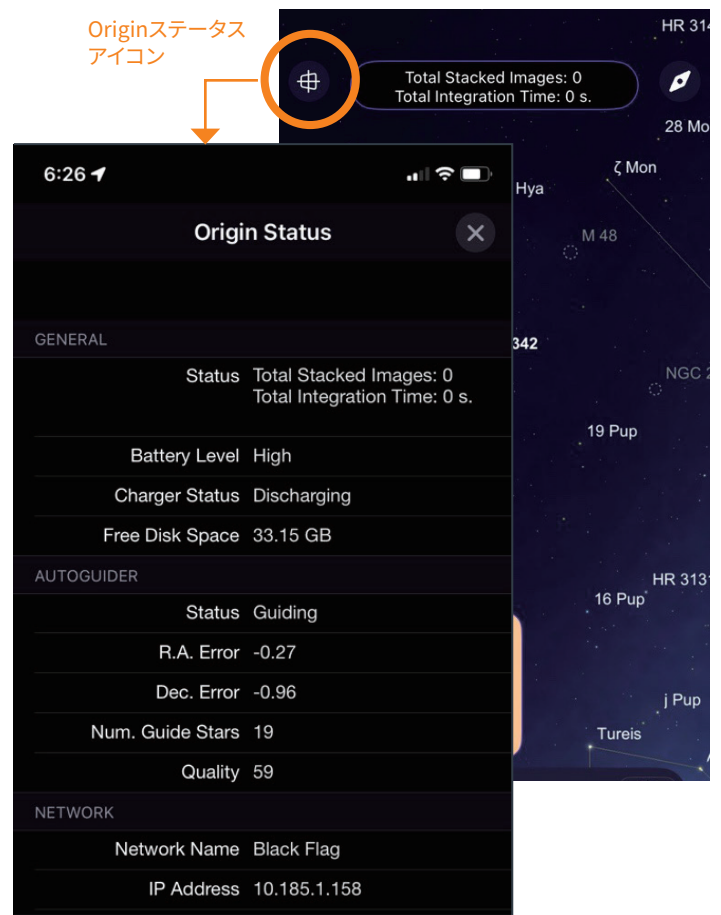 Originステータス
アイコン
HR 314
Total Stacked Images: 0
Total Integration Time: 0 s.
28 Mo
ζ Mon
Hya
M 48
342
NGC 2
19 Pup
HR 3131
16 Pup
j Pup
Tureis
6:26
Origin Status
GENERAL
Status Total Stacked Images: 0
Total Integration Time: 0 s.
Battery Level High
Charger Status Discharging
Free Disk Space 33.15 GB
AUTOGUIDER
Status Guiding
R.A. Error -0.27
Dec. Error -0.96
Num. Guide Stars 19
Quality 59
NETWORK
Network Name Black Flag
IP Address 10.185.1.158